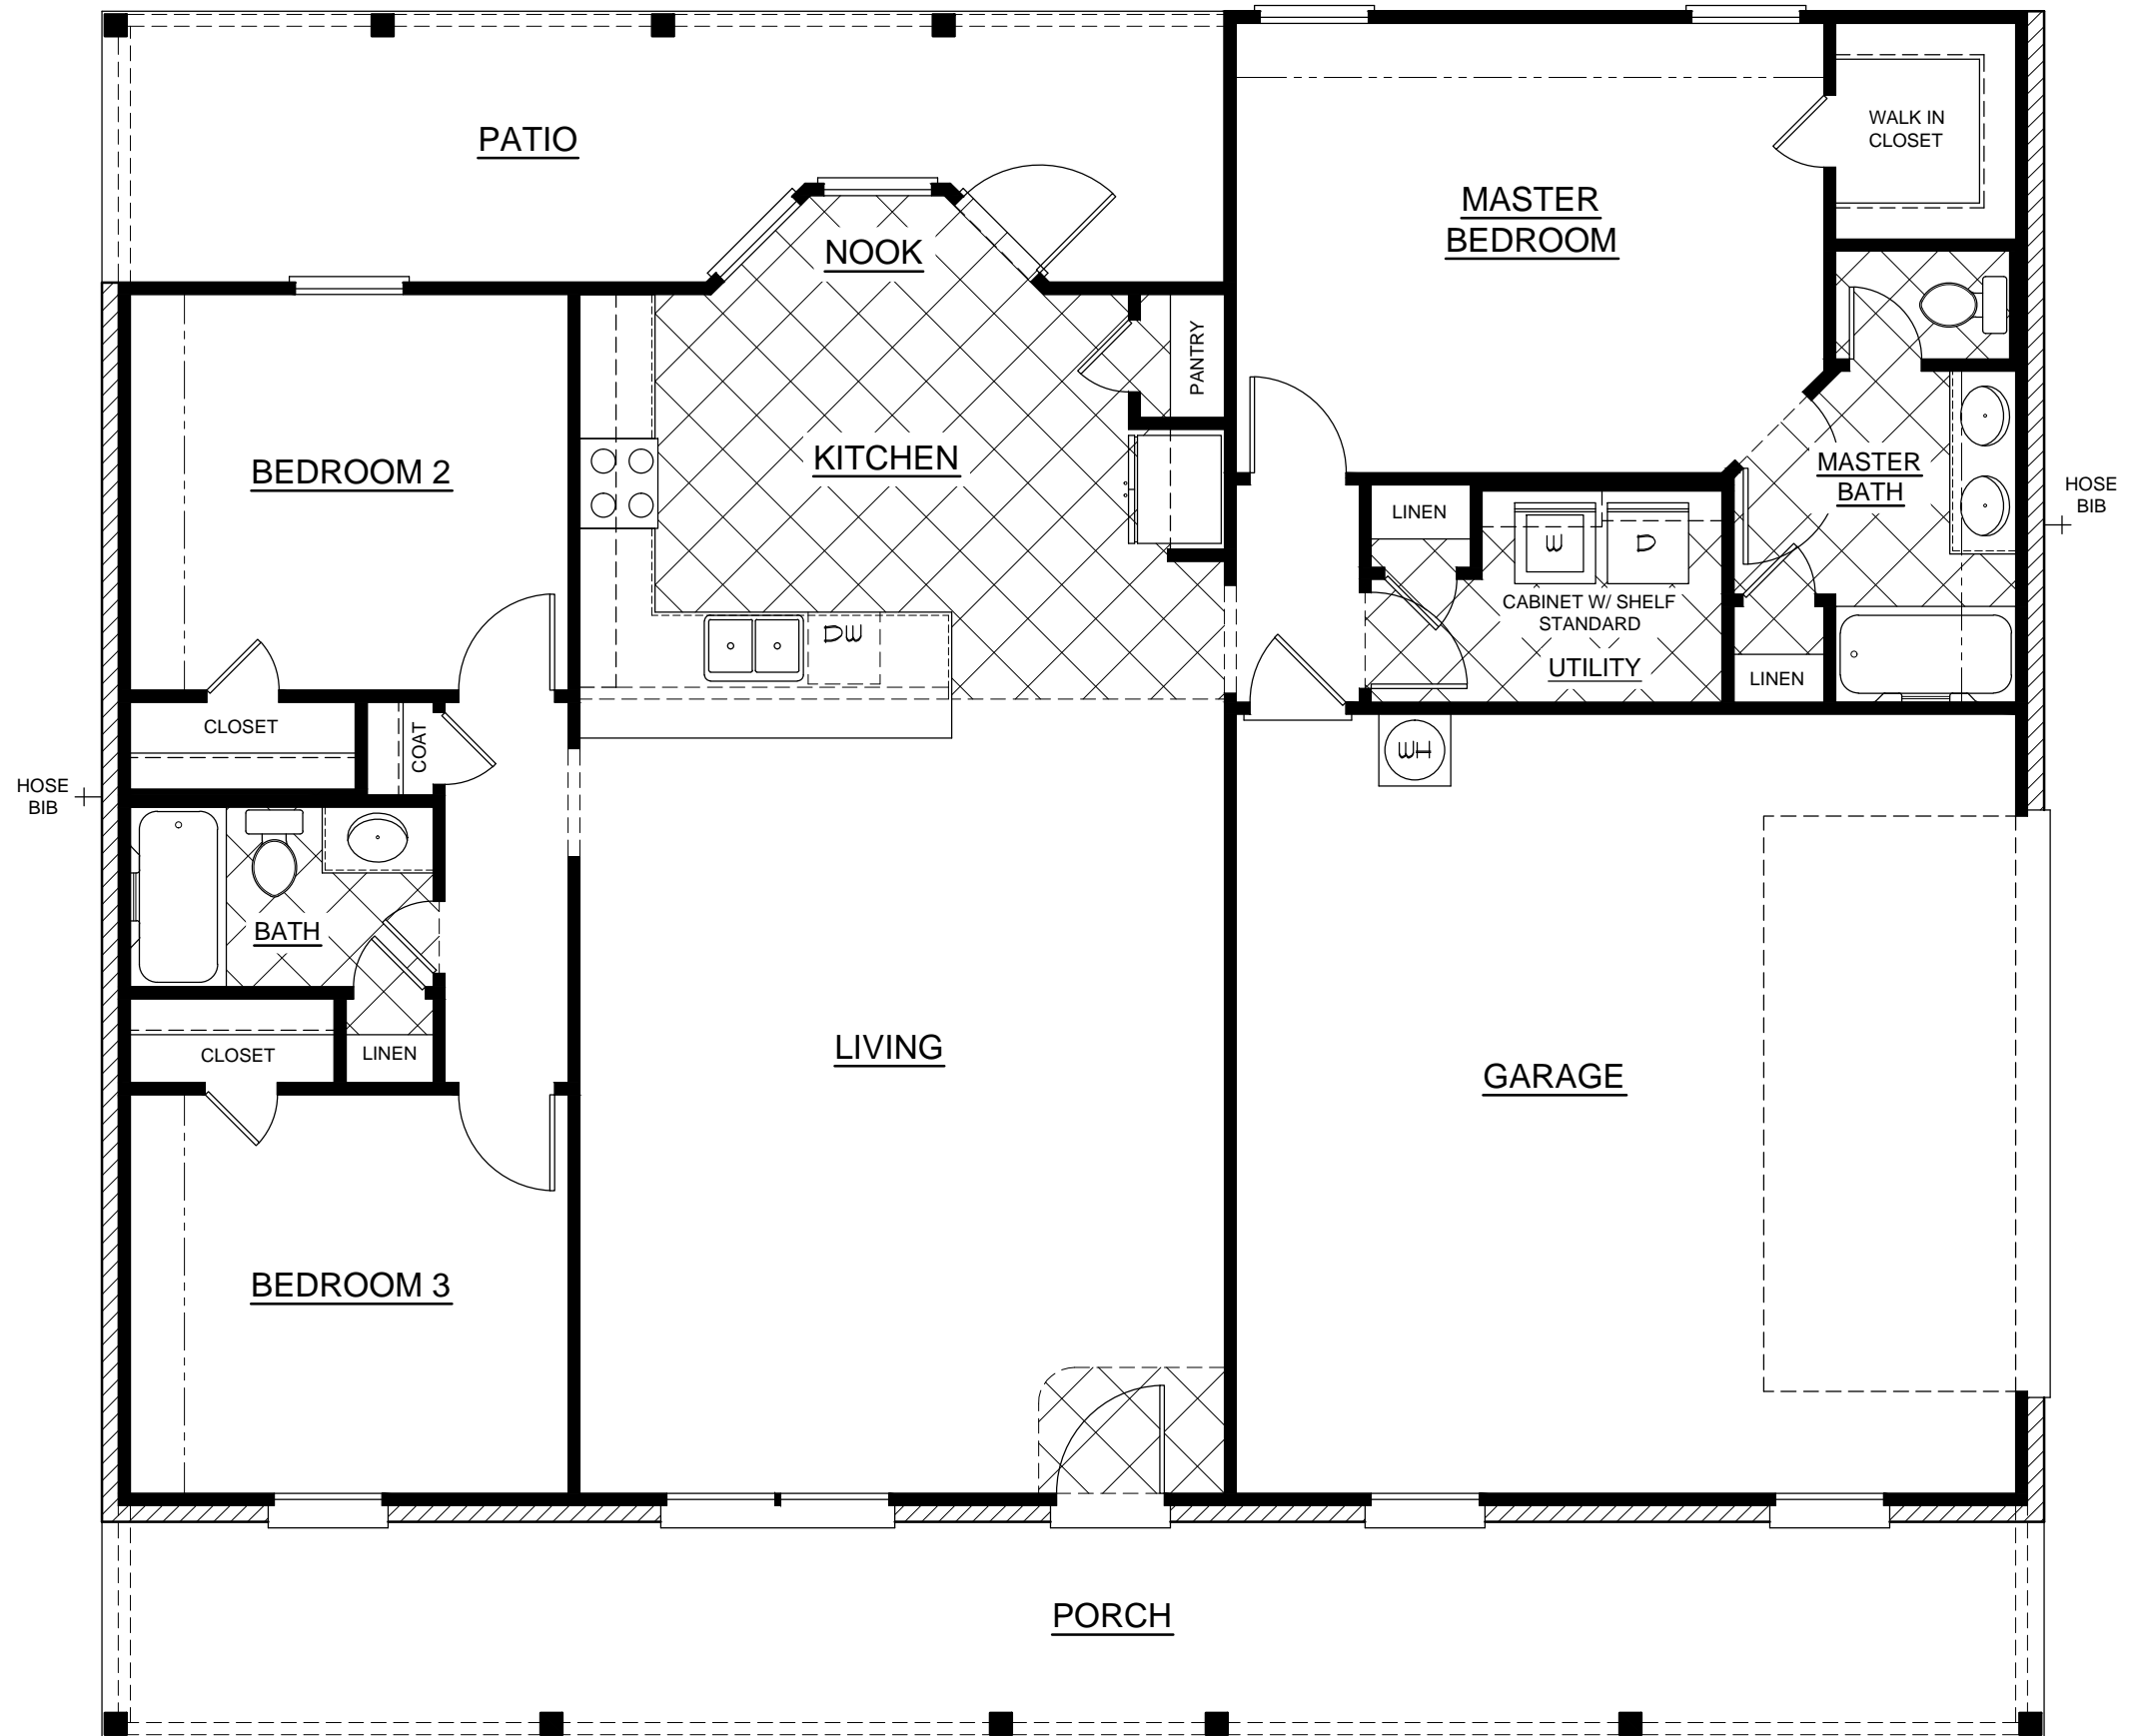 PATIO
WALK IN
CLOSET
MASTER
BEDROOM
NOOK
PANTRY
KITCHEN
BEDROOM 2
MASTER
BATH
HOSE
BIB
LINEN
W
D
CABINET W/ SHELF
STANDARD
UTILITY
LINEN
DW
CLOSET
COAT
WH
HOSE
BIB
BATH
LIVING
CLOSET
LINEN
GARAGE
BEDROOM 3
PORCH